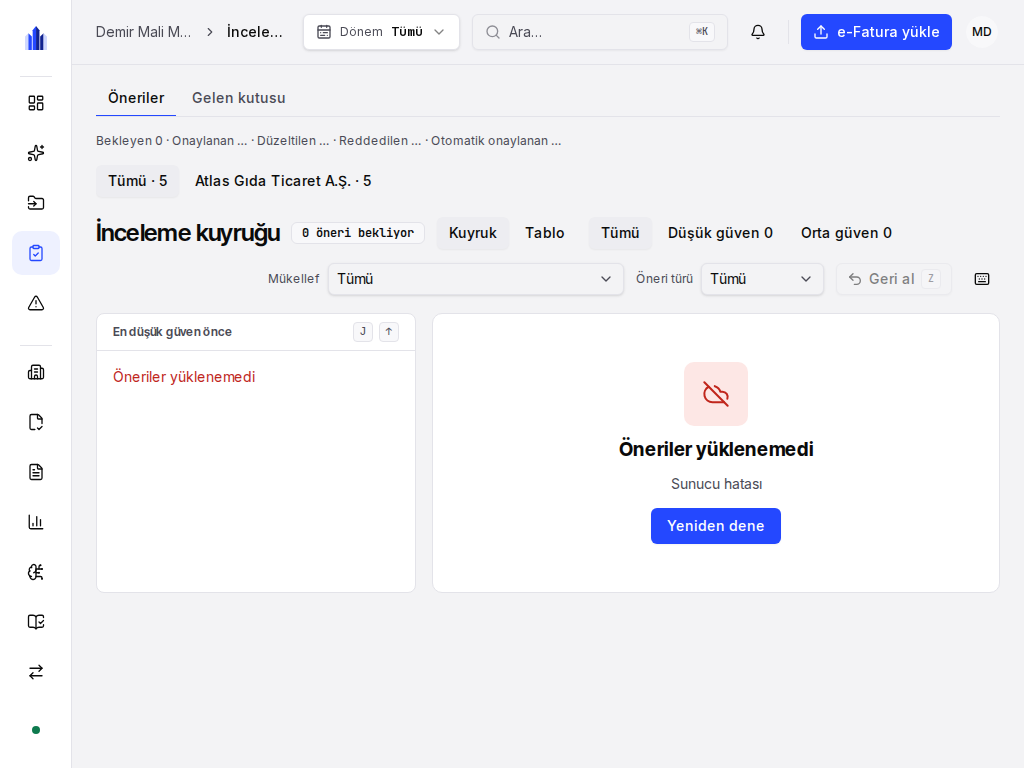 Demir Mali M... İncele... Dönem Tümü Ara... ⌘K e-Fatura yükle MD
Öneriler Gelen kutusu
Bekleyen 0 · Onaylanan ... · Düzeltilen ... · Reddedilen ... · Otomatik onaylanan ...
Tümü · 5 Atlas Gıda Ticaret A.Ş. · 5
İnceleme kuyruğu 0 öneri bekliyor Kuyruk Tablo Tümü Düşük güven 0 Orta güven 0
Mükellef Tümü Öneri türü Tümü Geri al Z
En düşük güven önce J ↑
Öneriler yüklenemedi
Öneriler yüklenemedi
Sunucu hatası
Yeniden dene